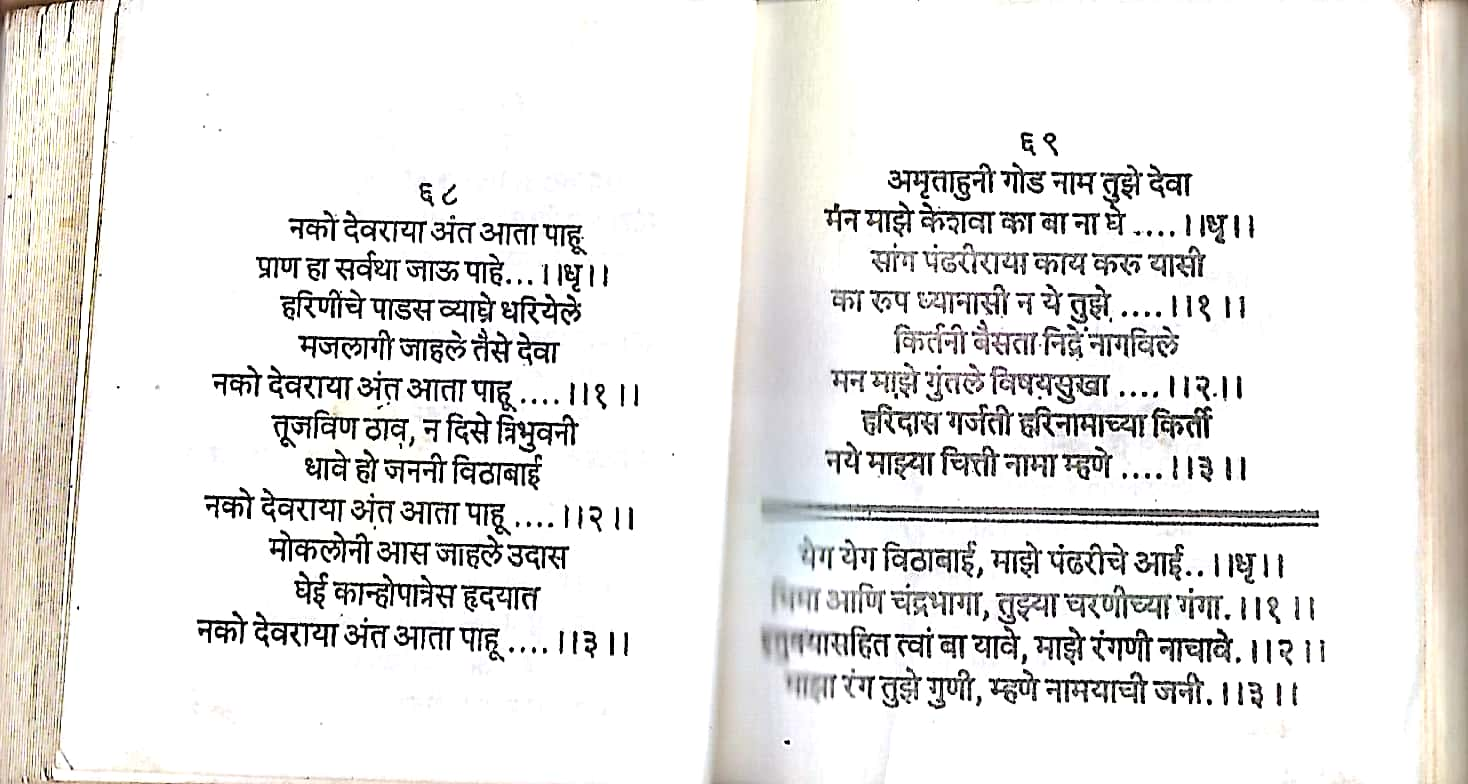 ६८
नको देवराया अंत आता पाहू
प्राण हा सर्वथा जाऊ पाहे...।।धृ।।
हरिणीचे पाडस व्याघ्रे धरियेले
मजलागी जाहले तैसे देवा
नको देवराया अंत आता पाहू ....।।१।।
तूजविण ठाव, न दिसे त्रिभुवनी
धावे हो जननी विठाबाई
नको देवराया अंत आता पाहू ....।।२।।
मोकलोनी आस जाहले उदास
घेई कान्होपात्रेस हृदयात
नको देवराया अंत आता पाहू ....।।३।।
६९
अमृताहुनी गोड नाम तुझे देवा
मन माझे केशवा का बा ना घे ....।।धृ।।
सांग पंढरीराया काय करू यासी
का रुप ध्यानासी न ये तुझे ....।।१।।
किर्तनी बैसता निद्रें नागविले
मन माझे गुंतले विषयसुखा ....।।२।।
हरिदास गर्जती हरिनामाच्या किर्ती
नये माझ्या चित्ती नामा म्हणे ....।।३।।
येग येग विठाबाई, माझे पंढरीचे आई..।।धृ।।
आणि चंद्रभागा, तुझ्या चरणीच्या गंगा.।।१।।
त्वां बा यावे, माझे रंगणी नाचावे.।।२।।
रंग तुझे गुणी, म्हणे नामयाची जनी.।।३।।